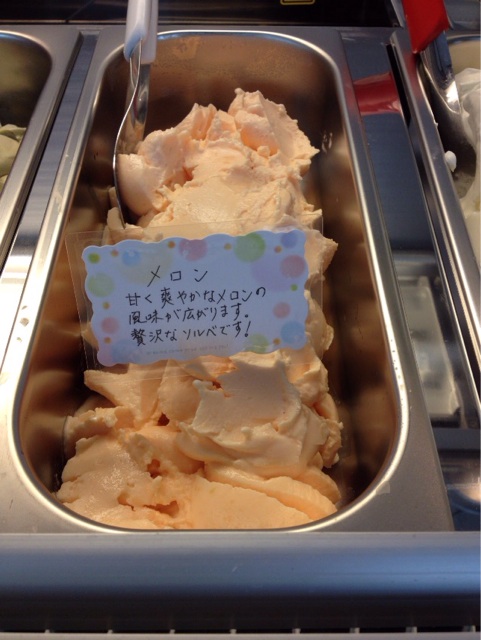 メロン
甘く爽やかなメロンの
風味が広がります。
贅沢なソルベです!